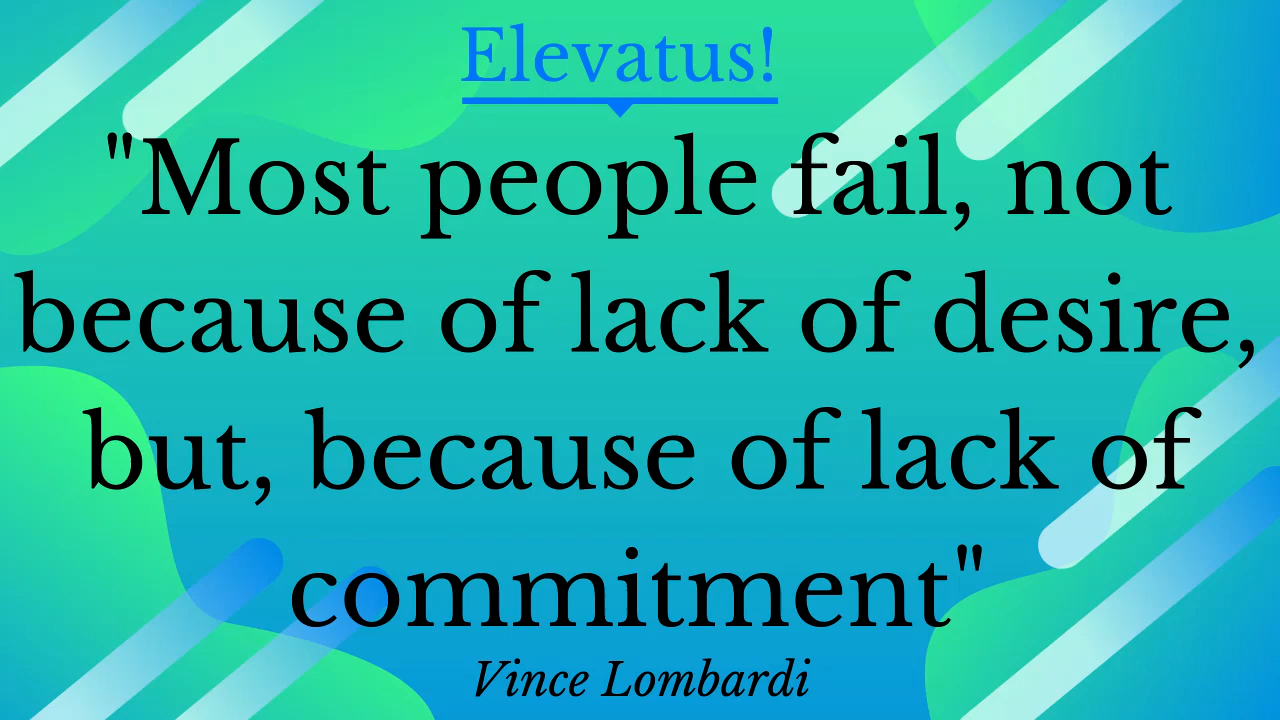 Elevatus!
"Most people fail, not
because of lack of desire,
but, because of lack of
commitment"
Vince Lombardi